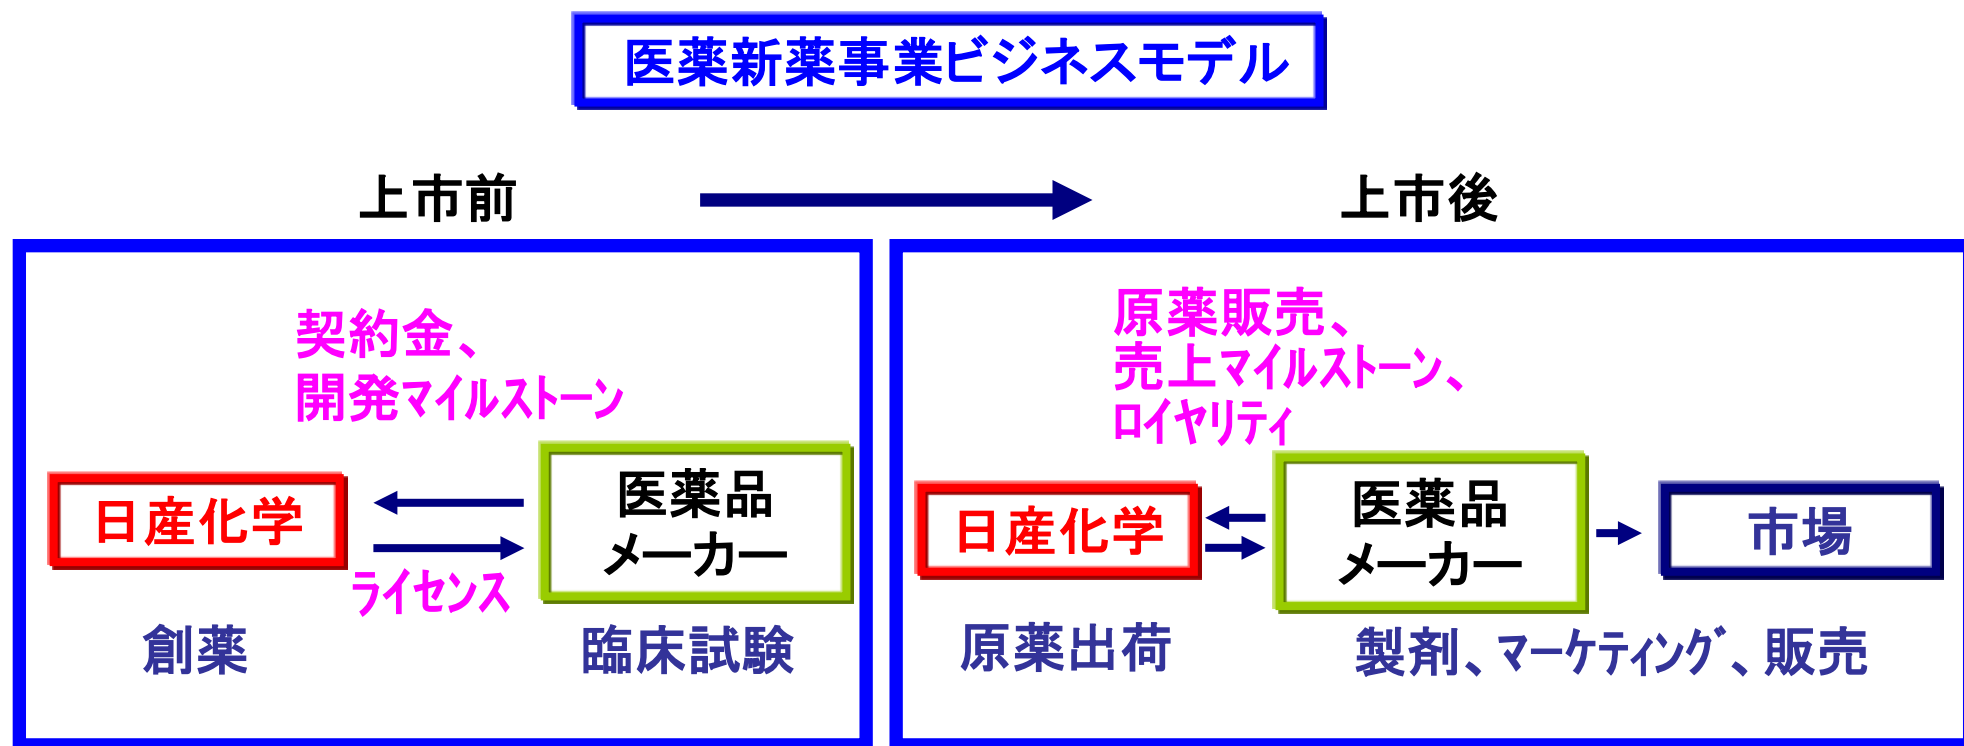 医薬新薬事業ビジネスモデル
上市前
上市後
契約金、
開発マイルストーン
日産化学
医薬品
メーカー
ライセンス
創薬
臨床試験
原薬販売、
売上マイルストーン、
ロイヤリティ
日産化学
医薬品
メーカー
市場
原薬出荷
製剤、マーケティング、販売